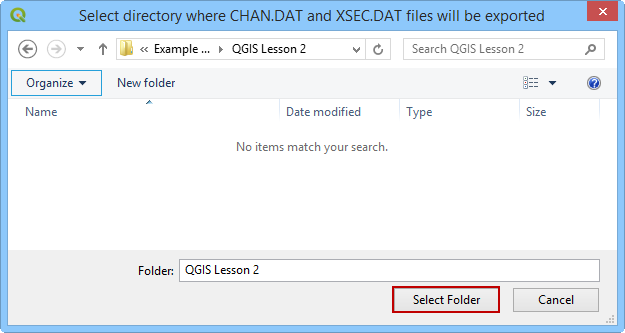 Select directory where CHAN.DAT and XSEC.DAT files will be exported
« Example ... QGIS Lesson 2 Search QGIS Lesson 2
Organize New folder
Name Date modified Type Size
No items match your search.
Folder: QGIS Lesson 2
Select Folder Cancel